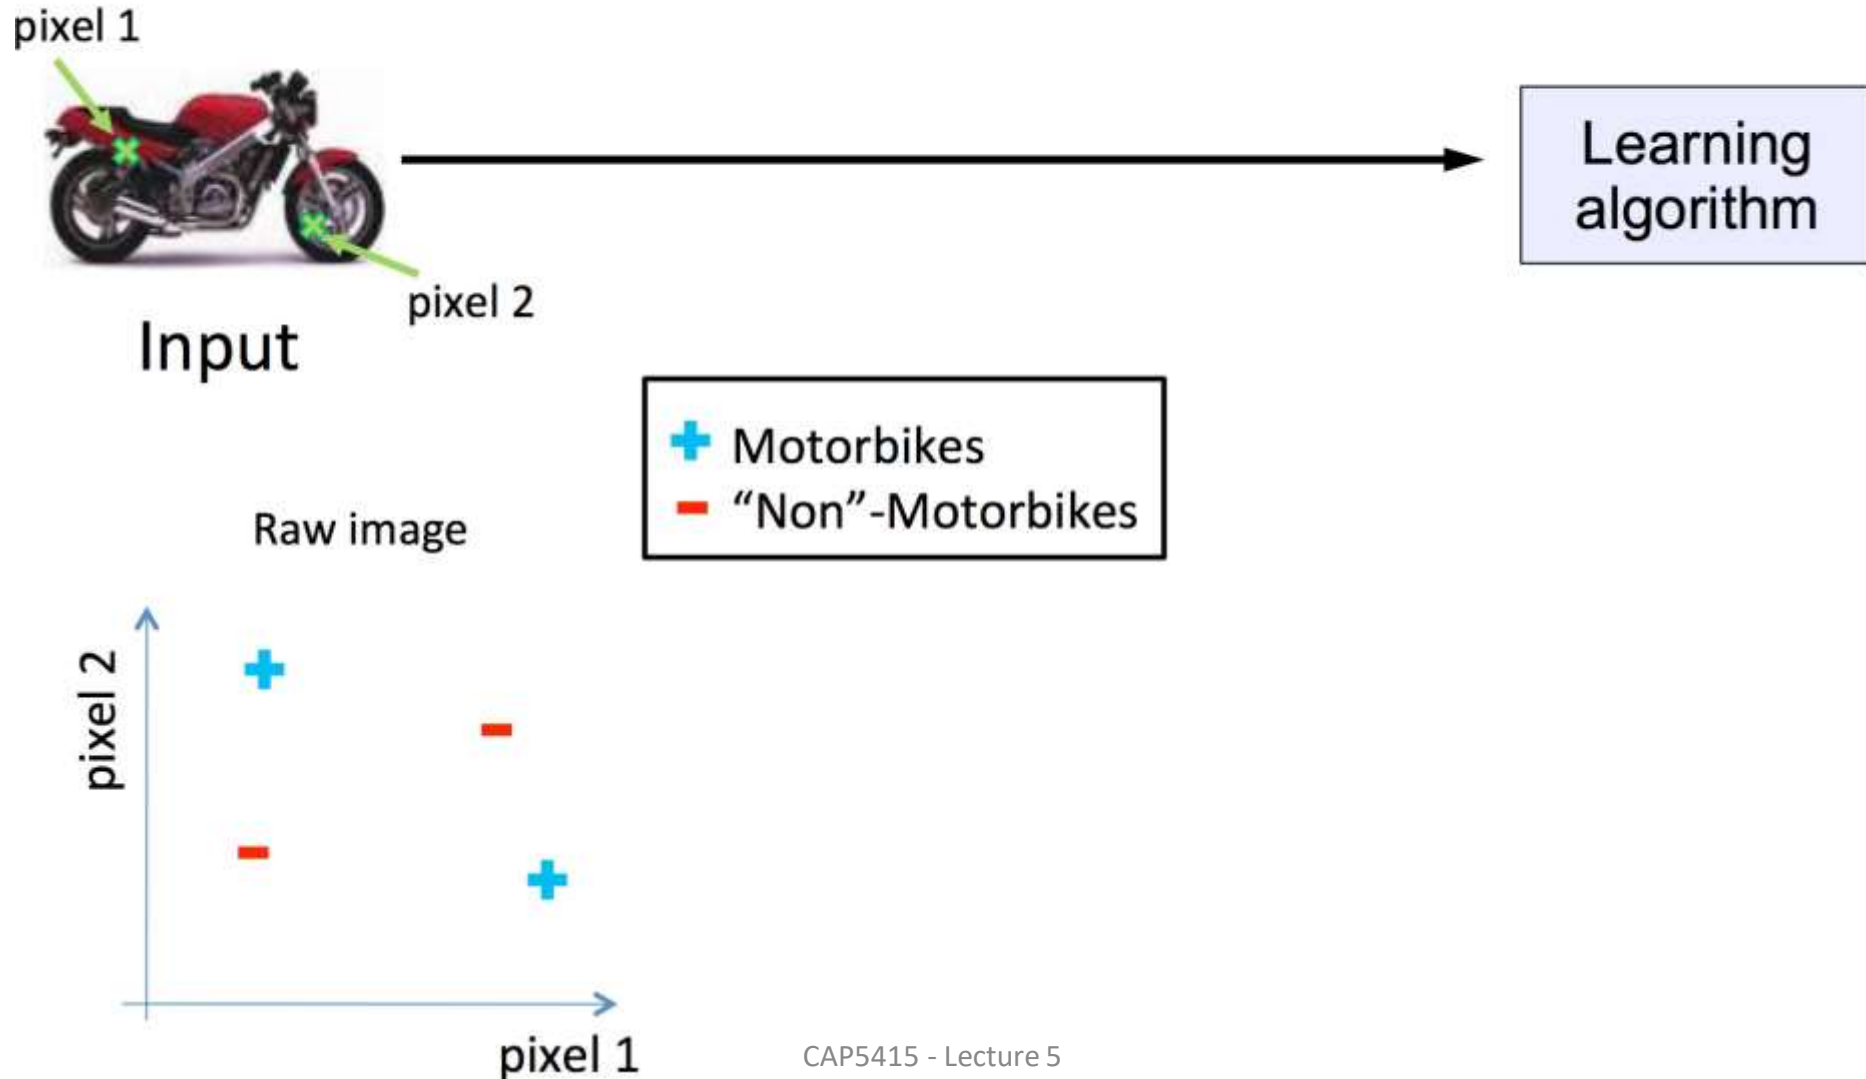 pixel 1
Learning
algorithm
pixel 2
Input
Motorbikes
“Non”-Motorbikes
Raw image
pixel 2
pixel 1
CAP5415 - Lecture 5